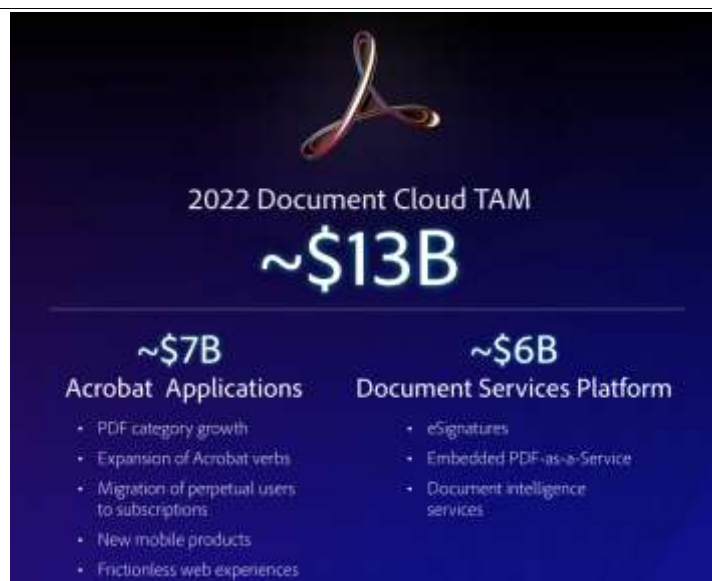 2022 Document Cloud TAM
~$13B
~$7B
Acrobat Applications
• PDF category growth
• Expansion of Acrobat verbs
• Migration of perpetual users
to subscriptions
• New mobile products
• Frictionless web experiences
~$6B
Document Services Platform
• eSignatures
• Embedded PDF-as-a-Service
• Document intelligence
services